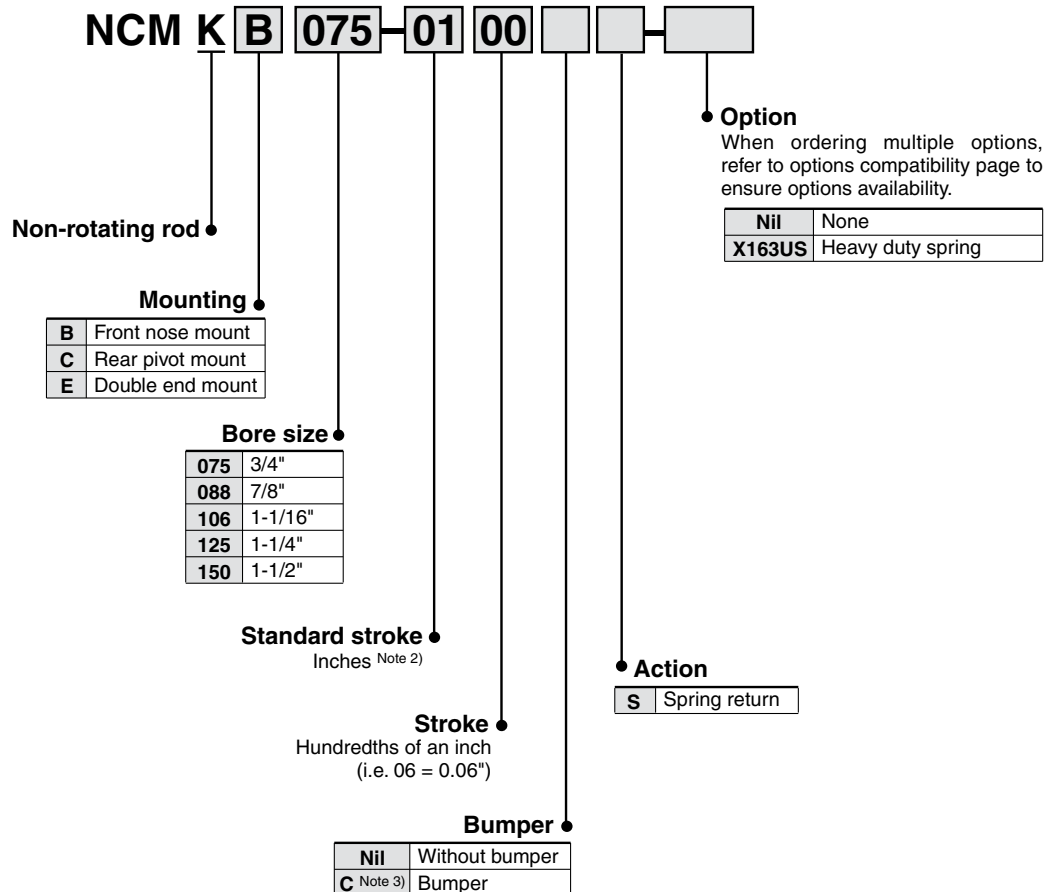 NCM K B 075-01 00 -
Option
When ordering multiple options,
refer to options compatibility page to
ensure options availability.
Nil None
X163US Heavy duty spring
Non-rotating rod
Mounting
B Front nose mount
C Rear pivot mount
E Double end mount
Bore size
075 3/4"
088 7/8"
106 1-1/16"
125 1-1/4"
150 1-1/2"
Standard stroke
Inches Note 2)
Action
S Spring return
Stroke
Hundredths of an inch
(i.e. 06 = 0.06")
Bumper
Nil Without bumper
C Note 3) Bumper